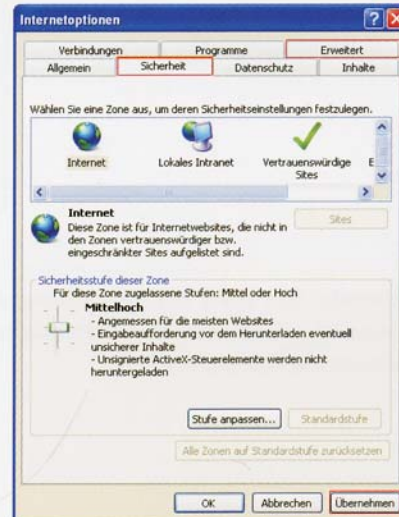 Internetoptionen
Verbindungen Programme Erweitert
Allgemein Sicherheit Datenschutz Inhalte
Wählen Sie eine Zone aus, um deren Sicherheitseinstellungen festzulegen.
Internet Lokales Intranet Vertrauenswürdige E
Sites
Internet Sites
Diese Zone ist für Internetwebsites, die nicht in
den Zonen vertrauenswürdiger bzw.
eingeschränkter Sites aufgelistet sind.
Sicherheitsstufe dieser Zone
Für diese Zone zugelassene Stufen: Mittel oder Hoch
Mittelhoch
- Angemessen für die meisten Websites
- Eingabeaufforderung vor dem Herunterladen eventuell
unsicherer Inhalte
- Unsignierte ActiveX-Steuerelemente werden nicht
heruntergeladen
Stufe anpassen... Standardstufe
Alle Zonen auf Standardstufe zurücksetzen
OK Abbrechen Übernehmen